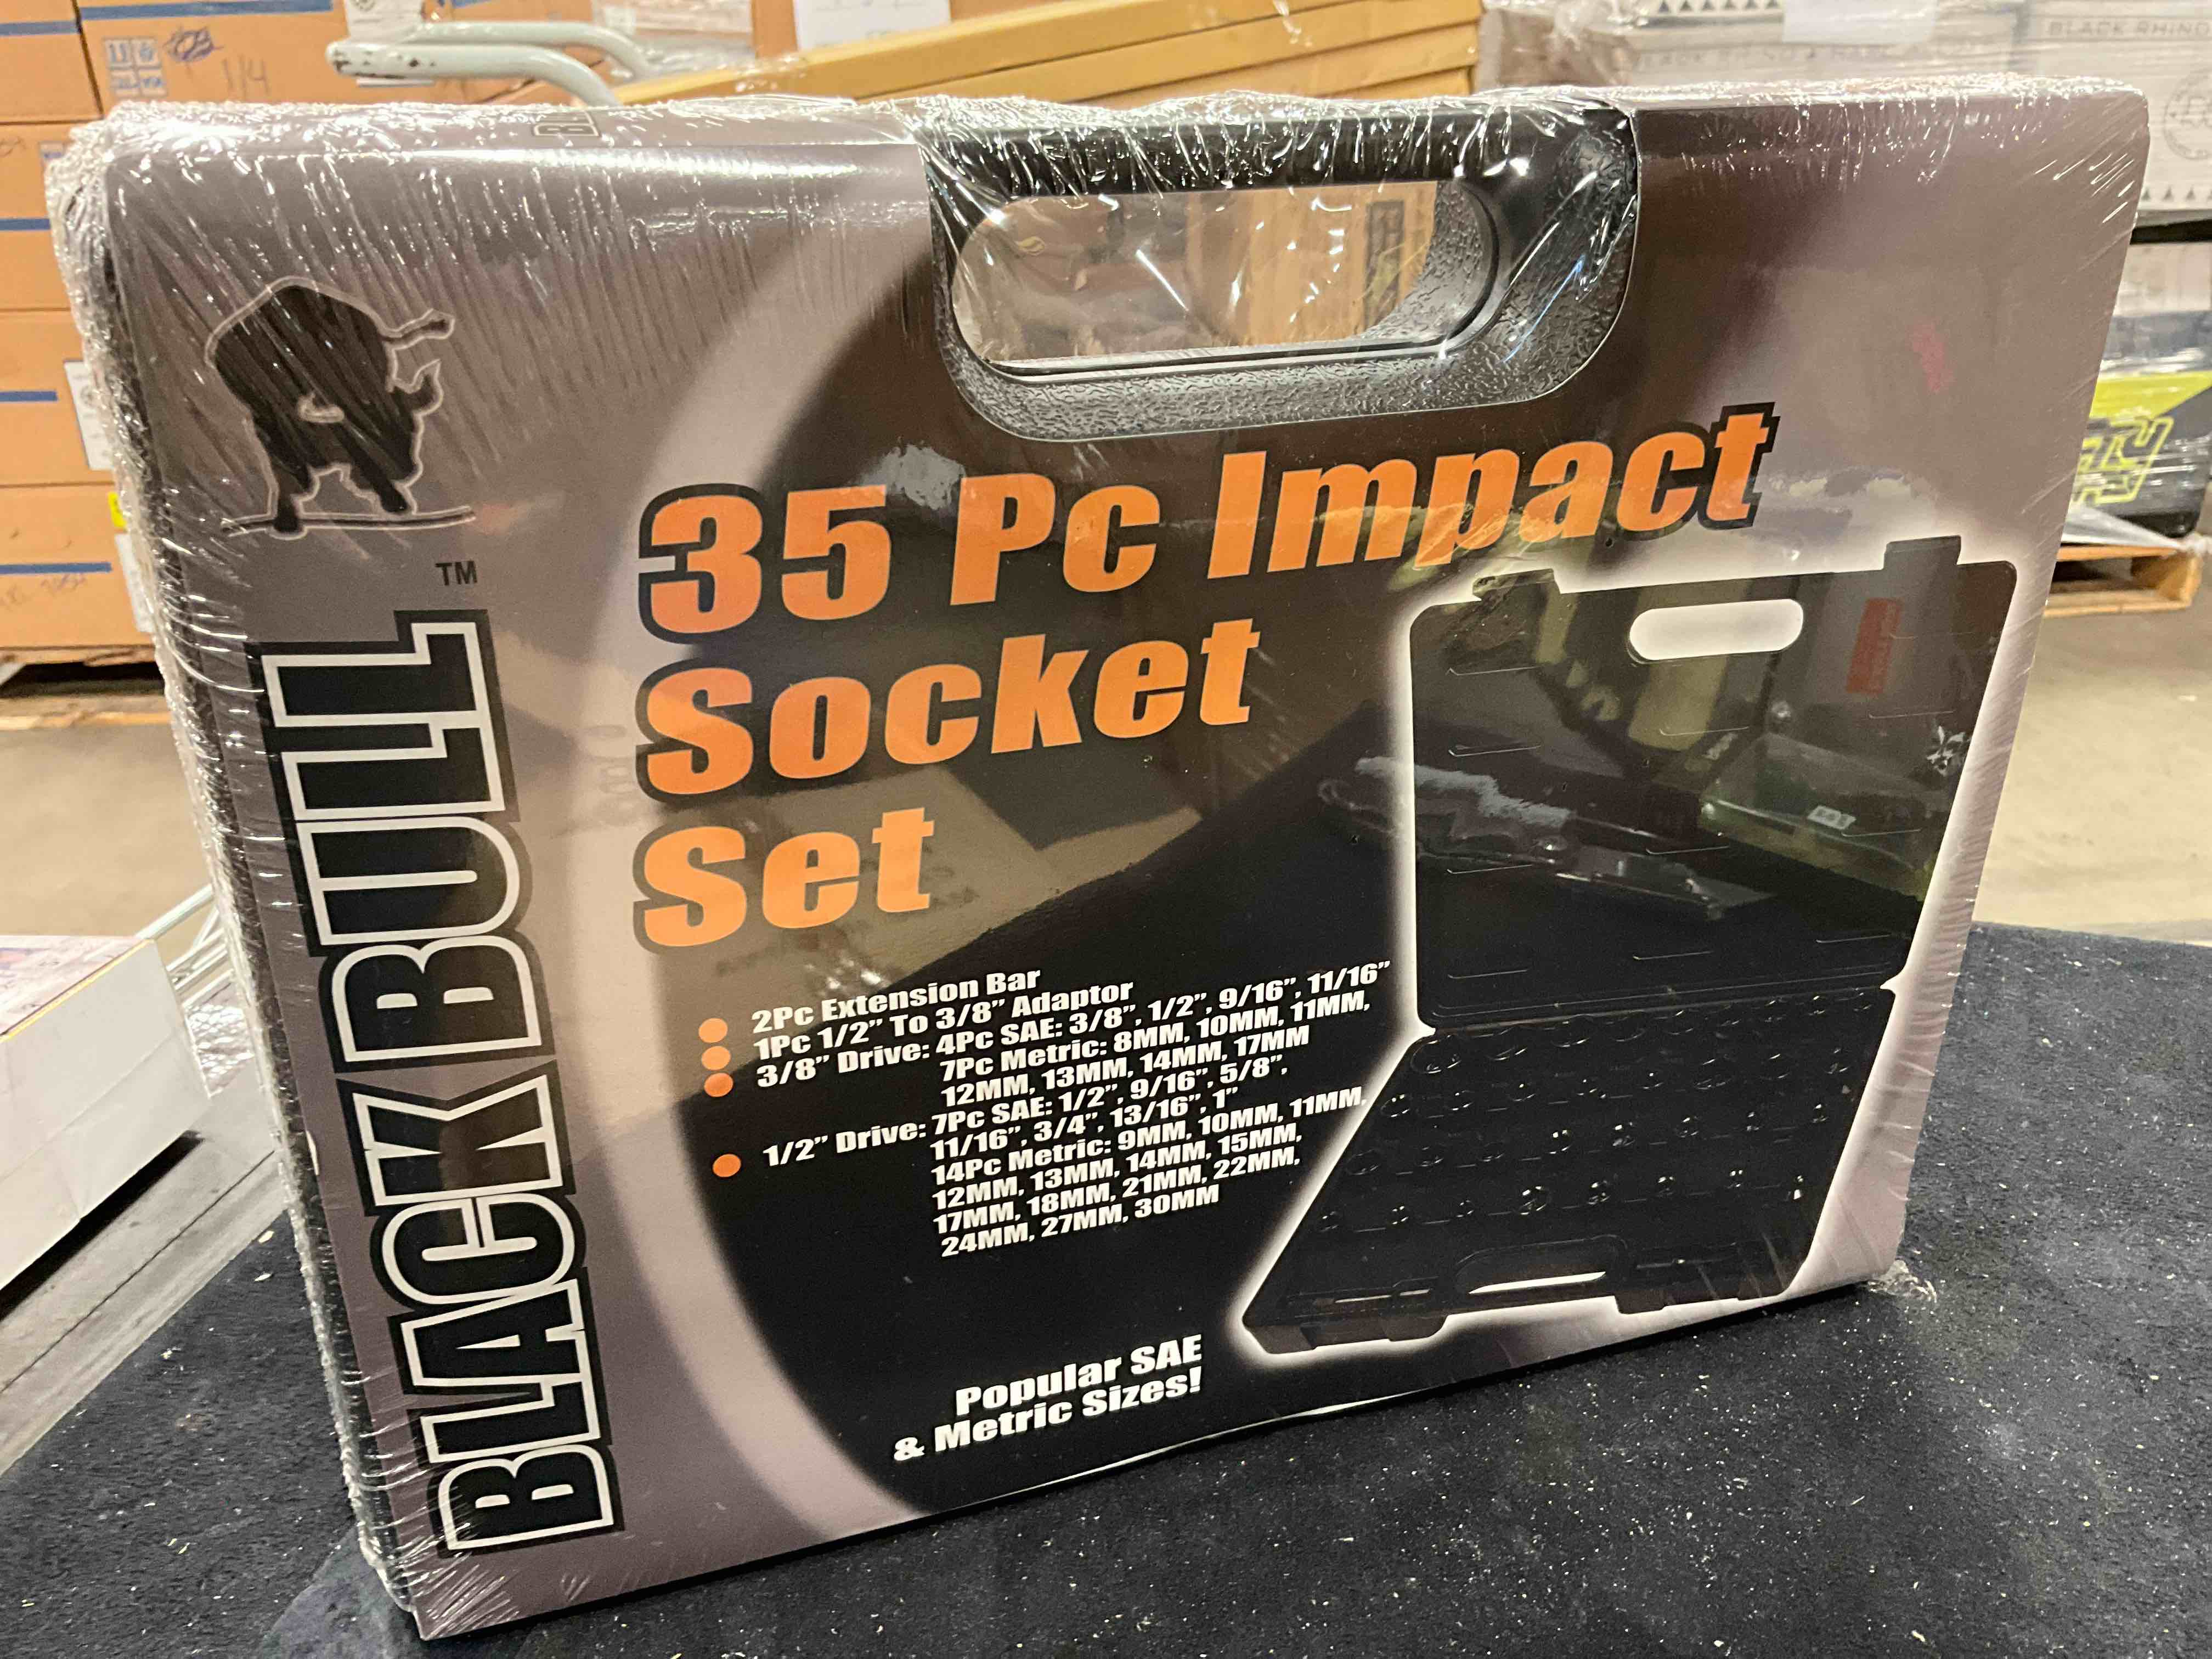 BLACK RHINO
1/4
TM
BLACK BULL
35 Pc Impact
Socket
Set
2Pc Extension Bar
1Pc 1/2” To 3/8” Adaptor
3/8” Drive: 4Pc SAE: 3/8”, 1/2”, 9/16”, 11/16”
7Pc Metric: 8MM, 10MM, 11MM,
12MM, 13MM, 14MM, 17MM
1/2” Drive: 7Pc SAE: 1/2”, 9/16”, 5/8”,
11/16”, 3/4”, 13/16”, 1”
14Pc Metric: 9MM, 10MM, 11MM,
12MM, 13MM, 14MM, 15MM,
17MM, 18MM, 21MM, 22MM,
24MM, 27MM, 30MM
Popular SAE
& Metric Sizes!